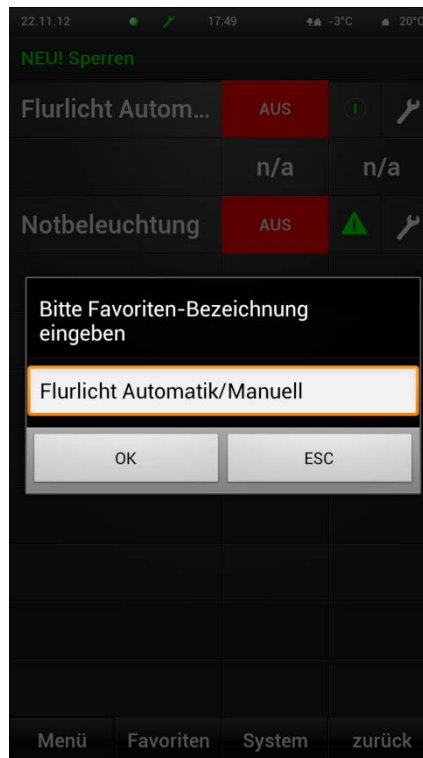 22.11.12 17:49 -3°C 20°C
NEU! Sperren
Flurlicht Autom... AUS
n/a n/a
Notbeleuchtung AUS
Bitte Favoriten-Bezeichnung
eingeben
Flurlicht Automatik/Manuell
OK ESC
Menü Favoriten System zurück